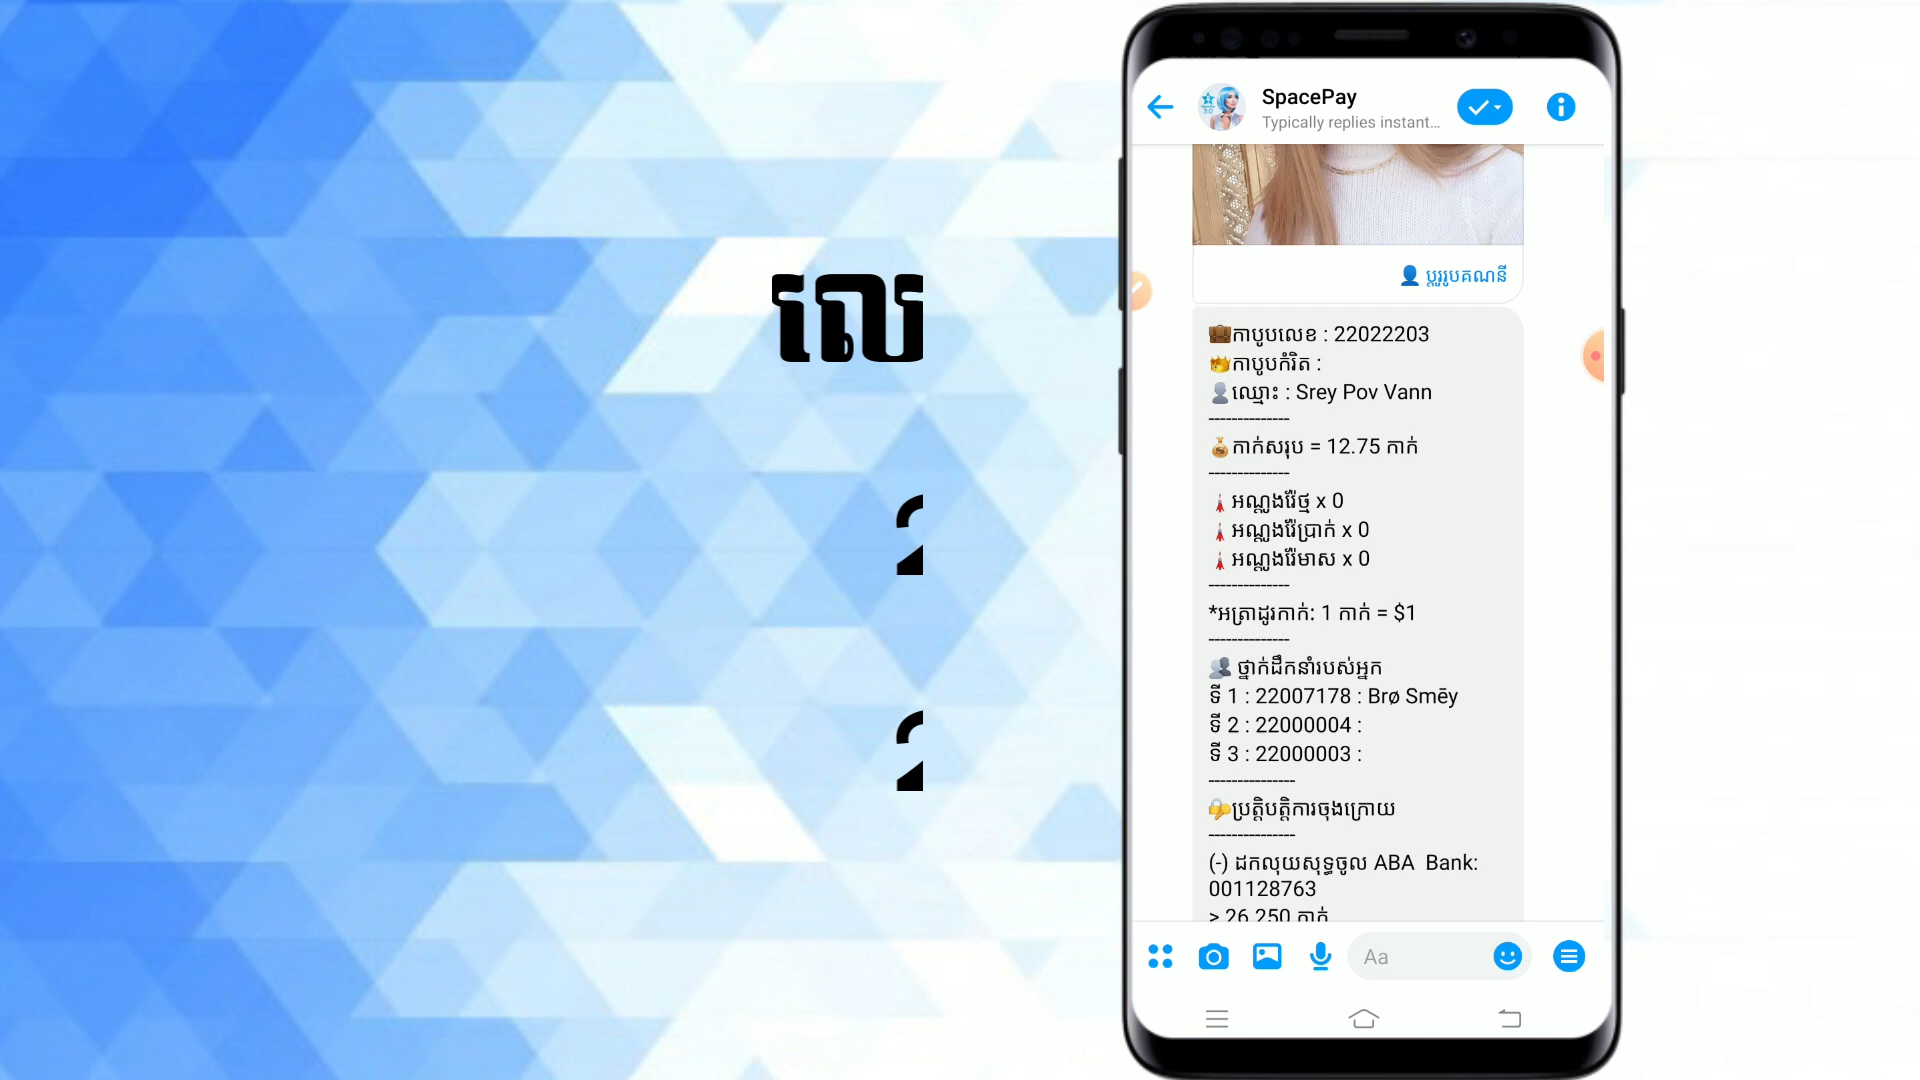 លេ
2
2
SpacePay
Typically replies instant...
ប្តូររូបគណនី
កាបូបលេខ : 22022203
កាបូបកំរិត :
ឈ្មោះ : Srey Pov Vann
--------------
កាក់សរុប = 12.75 កាក់
--------------
អណ្ណូងរ៉ែថ្ម x 0
អណ្ណូងរ៉ែប្រាក់ x 0
អណ្ណូងរ៉ែមាស x 0
--------------
*អត្រាដូរកាក់: 1 កាក់ = $1
--------------
ថ្នាក់ដឹកនាំរបស់អ្នក
ទី 1 : 22007178 : Brø Smēy
ទី 2 : 22000004 :
ទី 3 : 22000003 :
---------------
ប្រត្តិបត្តិការចុងក្រោយ
---------------
(-) ដកលុយសុទ្ធចូល ABA Bank:
001128763
> 26.250 កាក់
Aa